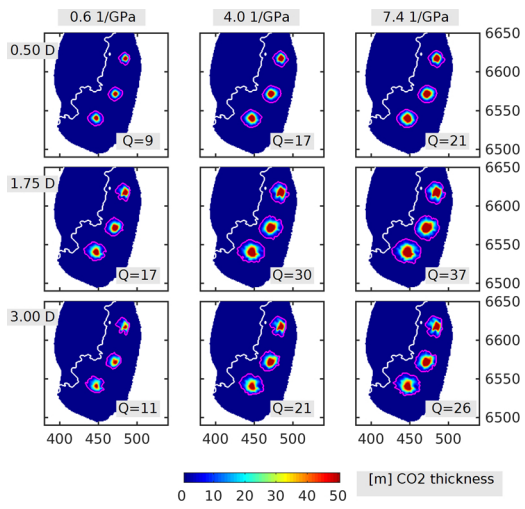 0.6 1/GPa 4.0 1/GPa 7.4 1/GPa
0.50 D
Q=9 Q=17 Q=21
6650
6600
6550
6500
1.75 D
Q=17 Q=30 Q=37
6650
6600
6550
6500
3.00 D
Q=11 Q=21 Q=26
6650
6600
6550
6500
400 450 500 400 450 500 400 450 500
0 10 20 30 40 50
[m] CO2 thickness